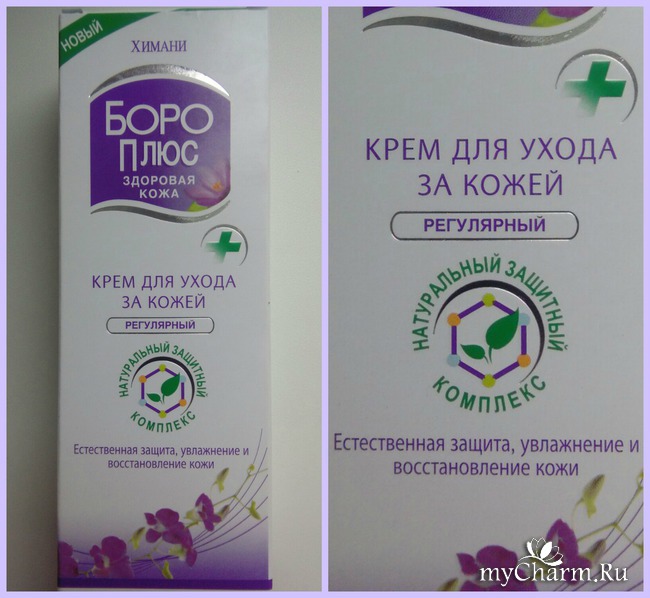 НОВЫЙ
ХИМАНИ
БОРО
ПЛЮС
ЗДОРОВАЯ
КОЖА
КРЕМ ДЛЯ УХОДА
ЗА КОЖЕЙ
РЕГУЛЯРНЫЙ
НАТУРАЛЬНЫЙ ЗАЩИТНЫЙ
КОМПЛЕКС
Естественная защита, увлажнение и
восстановление кожи
КРЕМ ДЛЯ УХОДА
ЗА КОЖЕЙ
РЕГУЛЯРНЫЙ
НАТУРАЛЬНЫЙ ЗАЩИТНЫЙ
КОМПЛЕКС
Естественная защита, увлажнение и
восстановление кожи
myCharm.Ru